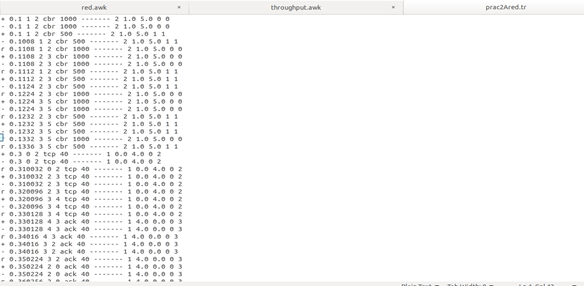 red.awk × throughput.awk × prac2Ared.tr
+ 0.1 1 2 cbr 1000 ------- 2 1.0 5.0 0 0
- 0.1 1 2 cbr 1000 ------- 2 1.0 5.0 0 0
+ 0.1 1 2 cbr 500 ------- 2 1.0 5.0 1 1
- 0.1008 1 2 cbr 500 ------- 2 1.0 5.0 1 1
r 0.1108 1 2 cbr 1000 ------- 2 1.0 5.0 0 0
+ 0.1108 2 3 cbr 1000 ------- 2 1.0 5.0 0 0
- 0.1108 2 3 cbr 1000 ------- 2 1.0 5.0 0 0
r 0.1112 1 2 cbr 500 ------- 2 1.0 5.0 1 1
+ 0.1112 2 3 cbr 500 ------- 2 1.0 5.0 1 1
- 0.1124 2 3 cbr 500 ------- 2 1.0 5.0 1 1
r 0.1224 2 3 cbr 1000 ------- 2 1.0 5.0 0 0
+ 0.1224 3 5 cbr 1000 ------- 2 1.0 5.0 0 0
- 0.1224 3 5 cbr 1000 ------- 2 1.0 5.0 0 0
r 0.1232 2 3 cbr 500 ------- 2 1.0 5.0 1 1
+ 0.1232 3 5 cbr 500 ------- 2 1.0 5.0 1 1
- 0.1232 3 5 cbr 500 ------- 2 1.0 5.0 1 1
r 0.1332 3 5 cbr 1000 ------- 2 1.0 5.0 0 0
r 0.1336 3 5 cbr 500 ------- 2 1.0 5.0 1 1
+ 0.3 0 2 tcp 40 ------- 1 0.0 4.0 0 2
- 0.3 0 2 tcp 40 ------- 1 0.0 4.0 0 2
r 0.310032 0 2 tcp 40 ------- 1 0.0 4.0 0 2
+ 0.310032 2 3 tcp 40 ------- 1 0.0 4.0 0 2
- 0.310032 2 3 tcp 40 ------- 1 0.0 4.0 0 2
r 0.320096 2 3 tcp 40 ------- 1 0.0 4.0 0 2
+ 0.320096 3 4 tcp 40 ------- 1 0.0 4.0 0 2
- 0.320096 3 4 tcp 40 ------- 1 0.0 4.0 0 2
r 0.330128 3 4 tcp 40 ------- 1 0.0 4.0 0 2
+ 0.330128 4 3 ack 40 ------- 1 4.0 0.0 0 3
- 0.330128 4 3 ack 40 ------- 1 4.0 0.0 0 3
r 0.34016 4 3 ack 40 ------- 1 4.0 0.0 0 3
+ 0.34016 3 2 ack 40 ------- 1 4.0 0.0 0 3
- 0.34016 3 2 ack 40 ------- 1 4.0 0.0 0 3
r 0.350224 3 2 ack 40 ------- 1 4.0 0.0 0 3
+ 0.350224 2 0 ack 40 ------- 1 4.0 0.0 0 3
- 0.350224 2 0 ack 40 ------- 1 4.0 0.0 0 3